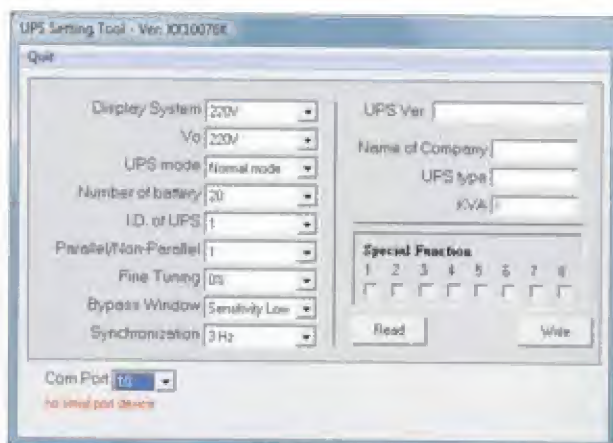 UPS Setting Tool - Ver: XX10076K
Quit
Display System 220V
Vo 220V
UPS mode Normal mode
Number of battery 20
I.D. of UPS 1
Parallel/Non-Parallel 1
Fine Tuning 0%
Bypass Window Sensitivity Low
Synchronization 3 Hz
UPS Ver
Name of Company
UPS type
KVA
Special Function
1 2 3 4 5 6 7 8
Read Write
Com Port
no serial port device